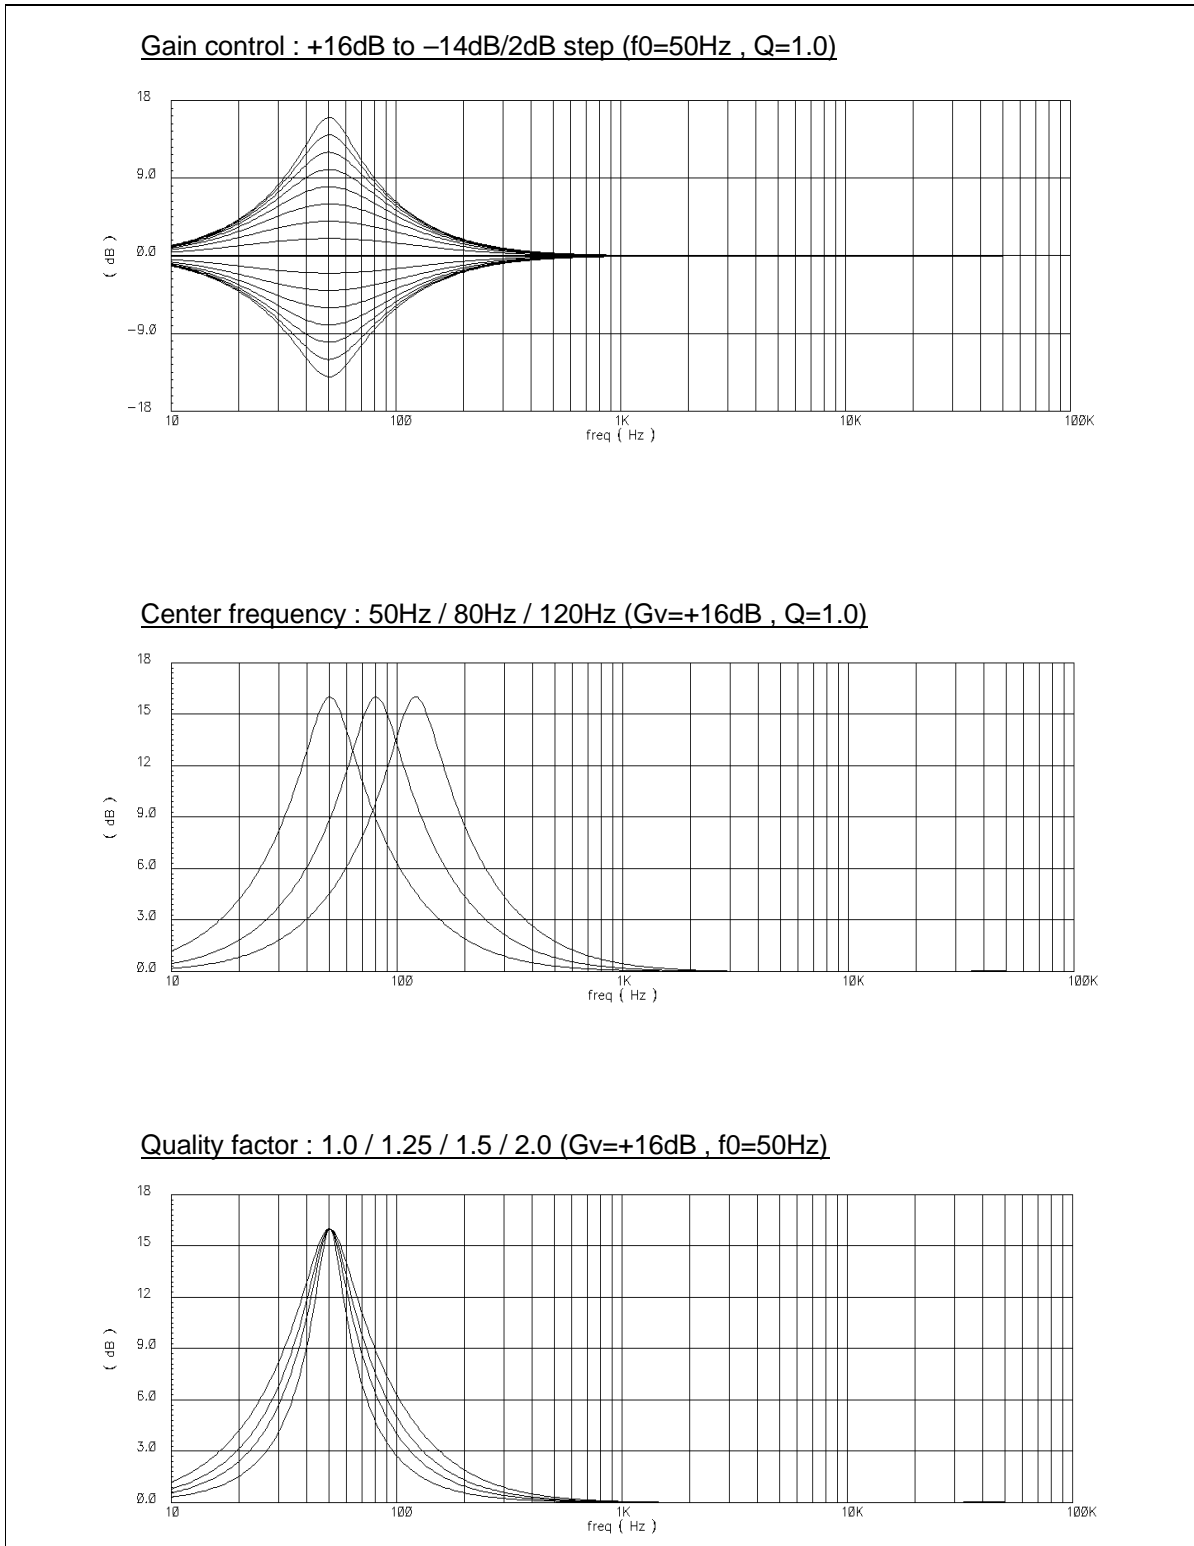 Gain control : +16dB to –14dB/2dB step (f0=50Hz , Q=1.0)
18
9.0
0.0
-9.0
-18
( dB )
10 100 1K 10K 100K
freq ( Hz )
Center frequency : 50Hz / 80Hz / 120Hz (Gv=+16dB , Q=1.0)
18
15
12
9.0
6.0
3.0
0.0
( dB )
10 100 1K 10K 100K
freq ( Hz )
Quality factor : 1.0 / 1.25 / 1.5 / 2.0 (Gv=+16dB , f0=50Hz)
18
15
12
9.0
6.0
3.0
0.0
( dB )
10 100 1K 10K 100K
freq ( Hz )